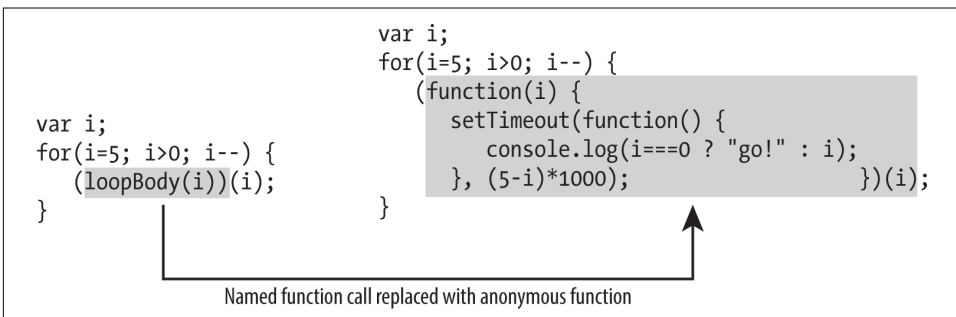 var i;
for(i=5; i>0; i--) {
(loopBody(i))(i);
}
var i;
for(i=5; i>0; i--) {
(function(i) {
setTimeout(function() {
console.log(i===0 ? "go!" : i);
}, (5-i)*1000); })(i);
}
Named function call replaced with anonymous function